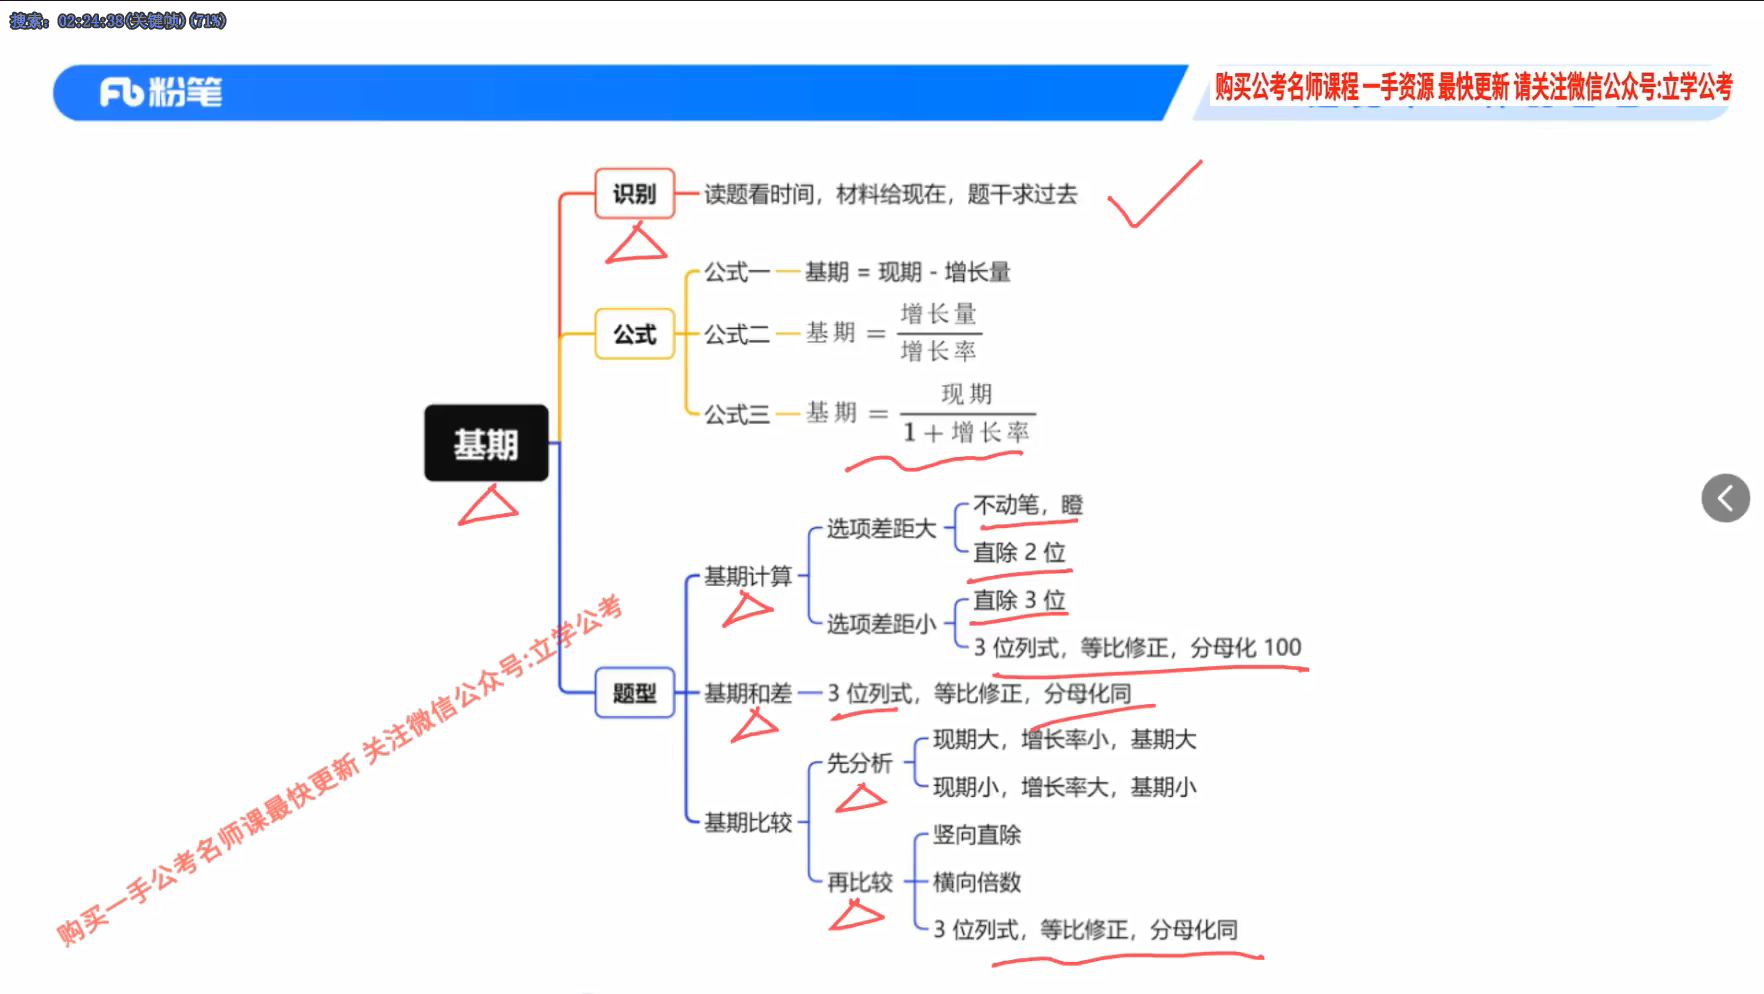 搜索: 02:24:38(关键帧)(71%)
粉笔
购买公考名师课程 一手资源 最快更新 请关注微信公众号:立学公考
识别
读题看时间，材料给现在，题干求过去
公式
公式一
基期 = 现期 - 增长量
公式二
基期 = 增长量
增长率
公式三
基期 = 现期
1 + 增长率
基期
题型
基期计算
选项差距大
不动笔，瞪
直除 2 位
选项差距小
直除 3 位
3 位列式，等比修正，分母化 100
基期和差
3 位列式，等比修正，分母化同
基期比较
先分析
现期大，增长率小，基期大
现期小，增长率大，基期小
再比较
竖向直除
横向倍数
3 位列式，等比修正，分母化同
购买一手公考名师课最快更新 关注微信公众号:立学公考